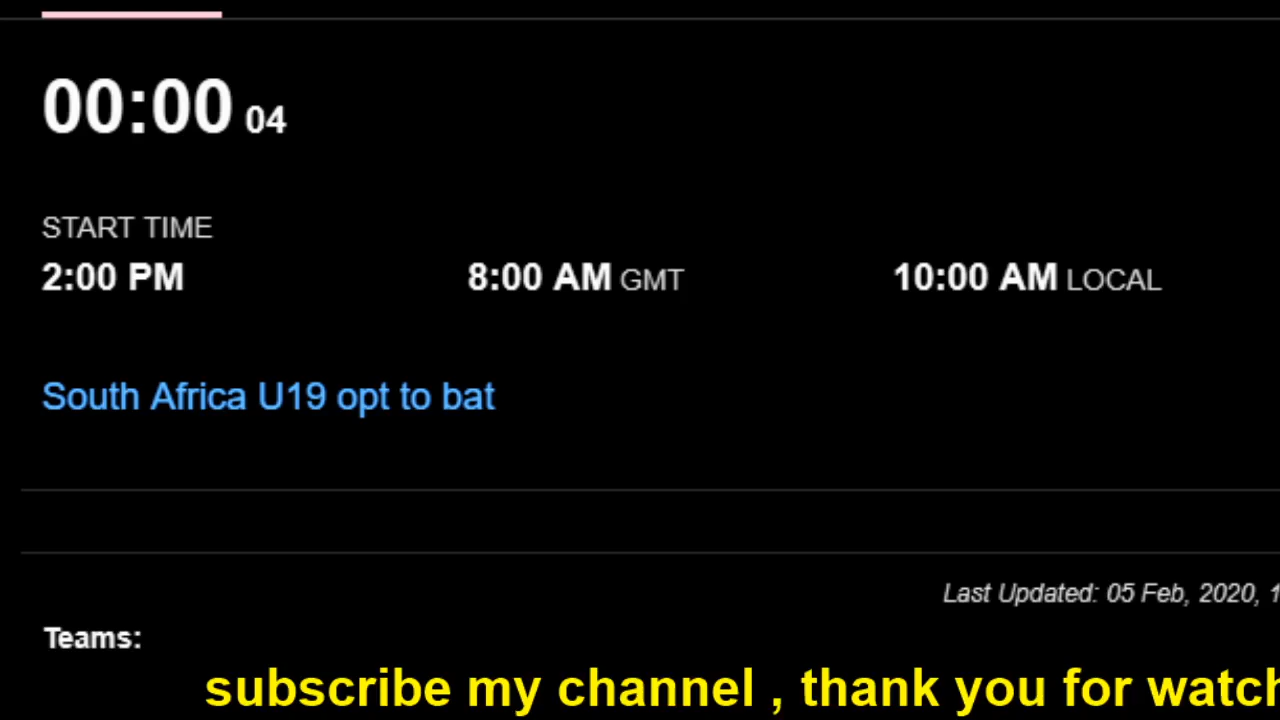 00:00 04
START TIME
2:00 PM 8:00 AM GMT 10:00 AM LOCAL
South Africa U19 opt to bat
Last Updated: 05 Feb, 2020,
Teams:
subscribe my channel , thank you for watch